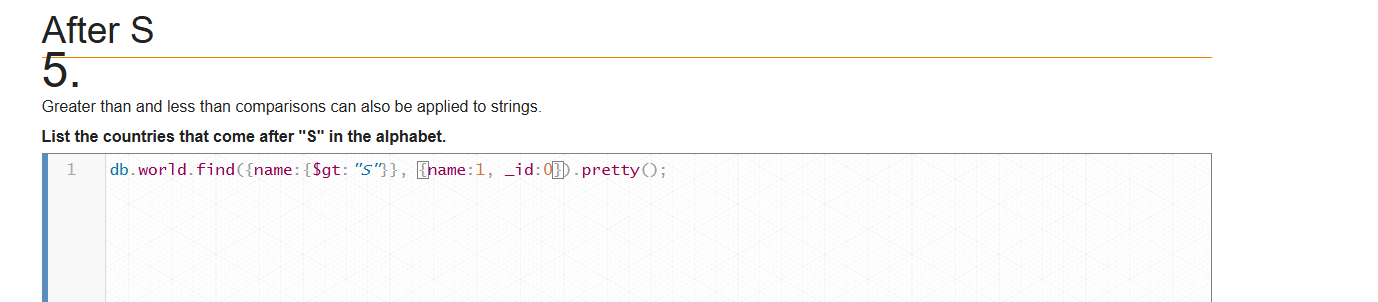 After S
5.
Greater than and less than comparisons can also be applied to strings.
List the countries that come after "S" in the alphabet.
1 db.world.find({name:{$gt: "S"}}, {name:1, _id:0}).pretty();